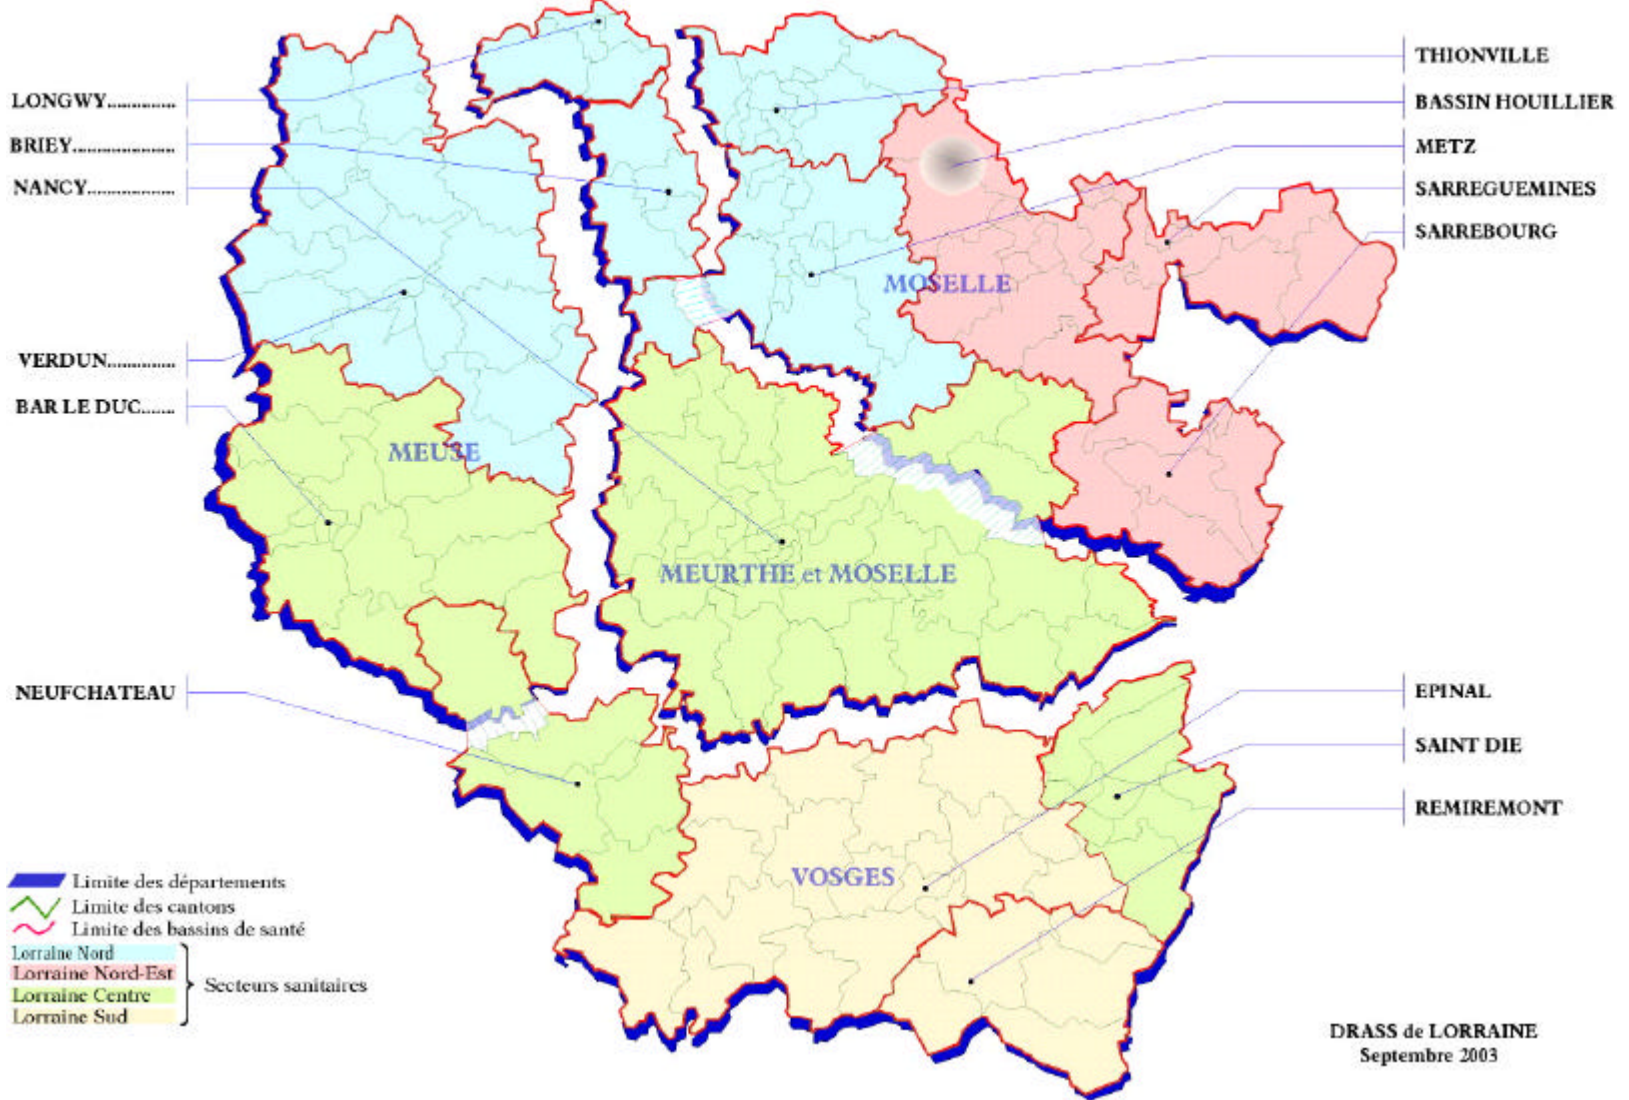 LONGWY...............
BRIEY......................
NANCY...................
VERDUN...............
BAR LE DUC.......
NEUFCHATEAU
THIONVILLE
BASSIN HOUILLIER
METZ
SARREGUEMINES
SARREBOURG
MOSELLE
MEUSE
MEURTHE et MOSELLE
VOSGES
EPINAL
SAINT DIE
REMIREMONT
Limite des départements
Limite des cantons
Limite des bassins de santé
Lorraine Nord
Lorraine Nord-Est
Lorraine Centre
Lorraine Sud
Secteurs sanitaires
DRASS de LORRAINE
Septembre 2003